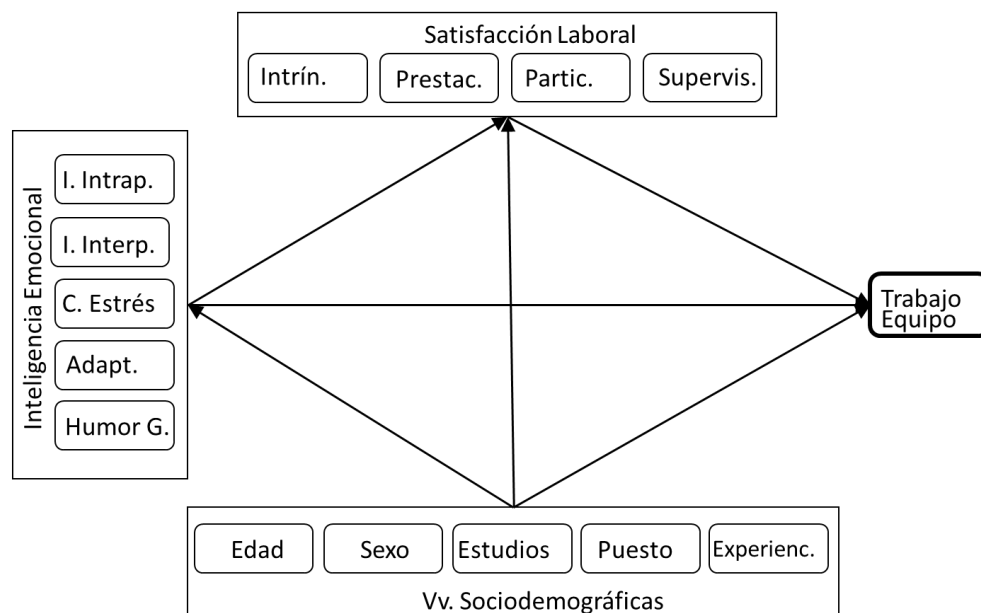 Satisfacción Laboral
Intrín.
Prestac.
Partic.
Supervis.
Inteligencia Emocional
I. Intrap.
I. Interp.
C. Estrés
Adapt.
Humor G.
Trabajo
Equipo
Edad
Sexo
Estudios
Puesto
Experienc.
Vv. Sociodemográficas